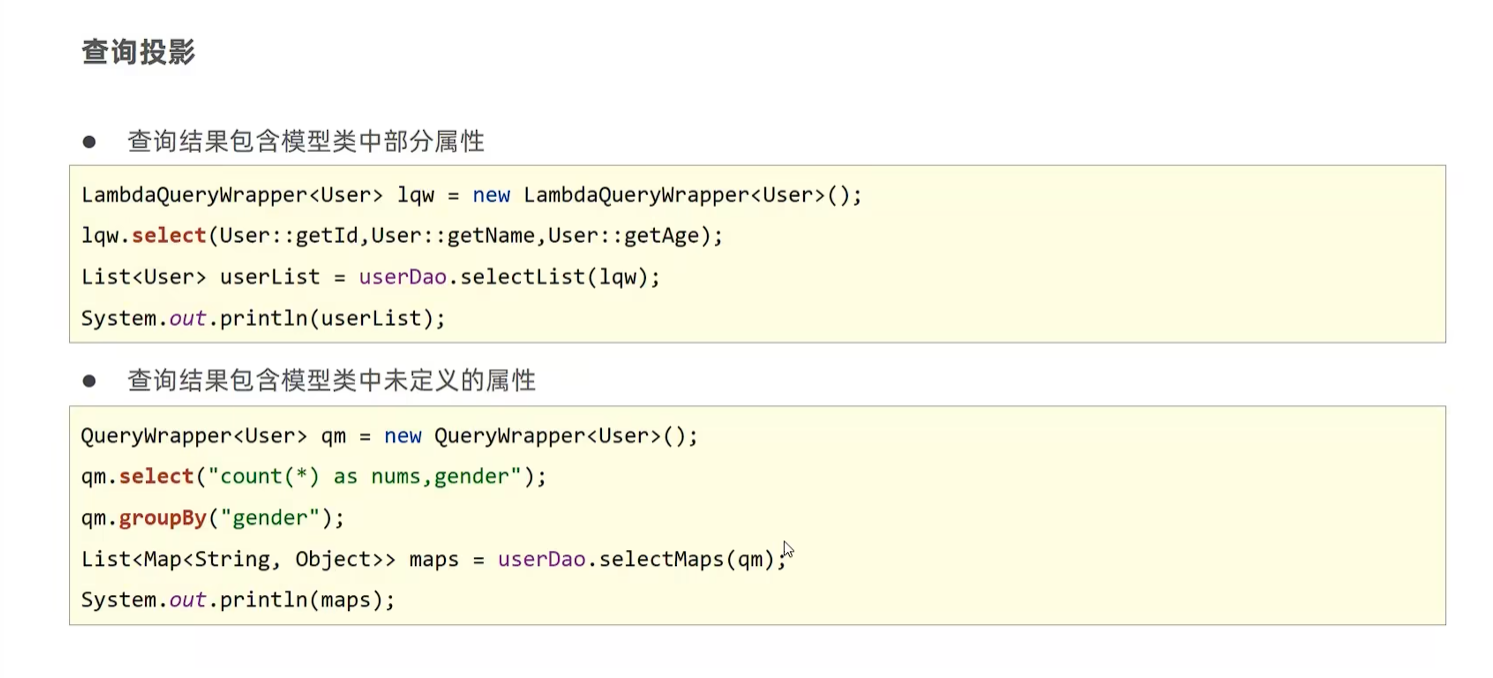 查询投影
● 查询结果包含模型类中部分属性
LambdaQueryWrapper<User> lqw = new LambdaQueryWrapper<User>();
lqw.select(User::getId,User::getName,User::getAge);
List<User> userList = userDao.selectList(lqw);
System.out.println(userList);
● 查询结果包含模型类中未定义的属性
QueryWrapper<User> qm = new QueryWrapper<User>();
qm.select("count(*) as nums,gender");
qm.groupBy("gender");
List<Map<String, Object>> maps = userDao.selectMaps(qm);
System.out.println(maps);